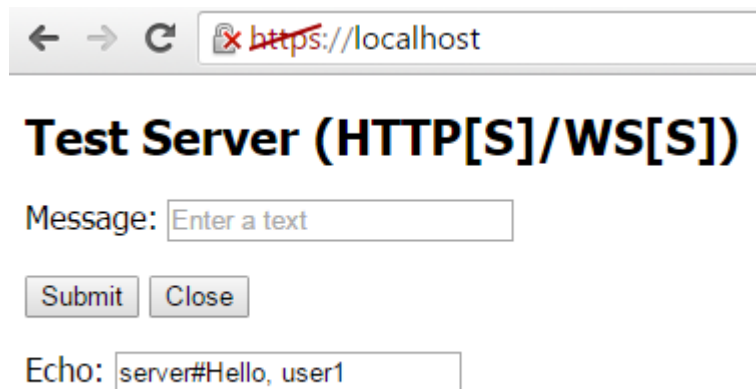 https://localhost
Test Server (HTTP[S]/WS[S])
Message: Enter a text
Submit Close
Echo: server#Hello, user1